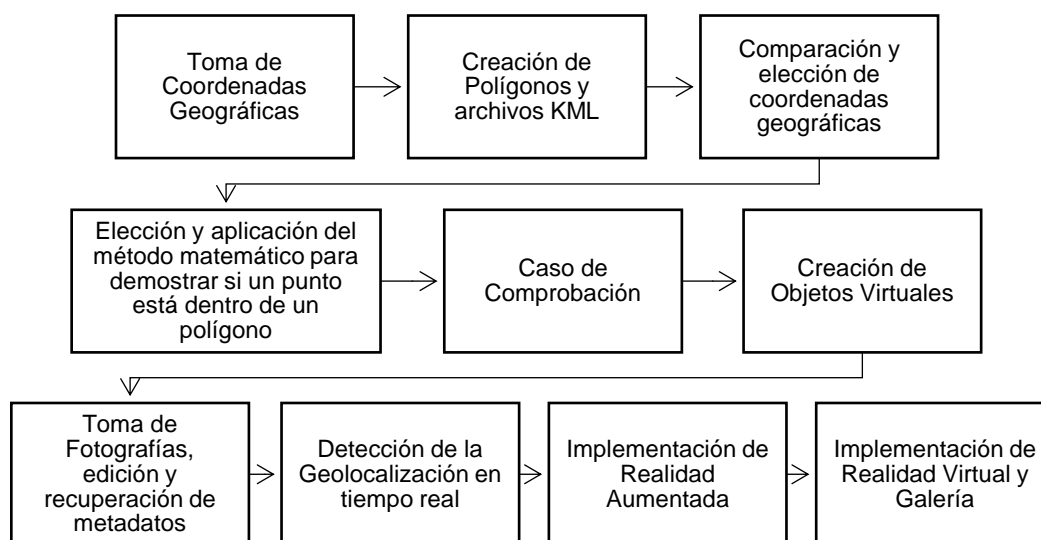 Toma de
Coordenadas
Geográficas
Creación de
Polígonos y
archivos KML
Comparación y
elección de
coordenadas
geográficas
Elección y aplicación del
método matemático para
demostrar si un punto
está dentro de un
polígono
Caso de
Comprobación
Creación de
Objetos Virtuales
Toma de
Fotografías,
edición y
recuperación de
metadatos
Detección de la
Geolocalización en
tiempo real
Implementación de
Realidad
Aumentada
Implementación de
Realidad Virtual y
Galería